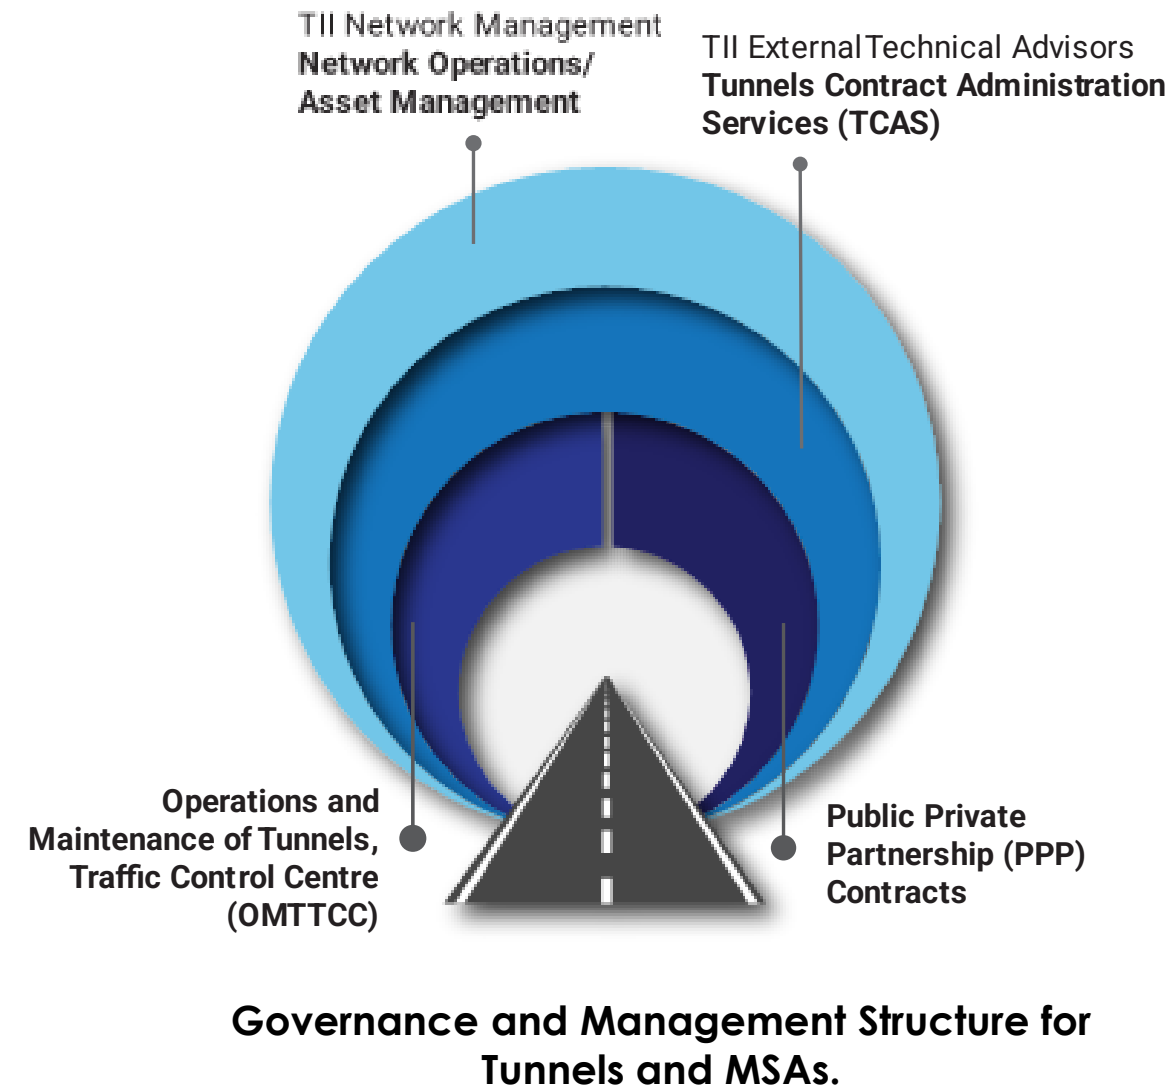 TII Network Management
Network Operations/
Asset Management
TII External Technical Advisors
Tunnels Contract Administration
Services (TCAS)
Operations and
Maintenance of Tunnels,
Traffic Control Centre
(OMTTCC)
Public Private
Partnership (PPP)
Contracts
Governance and Management Structure for
Tunnels and MSAs.